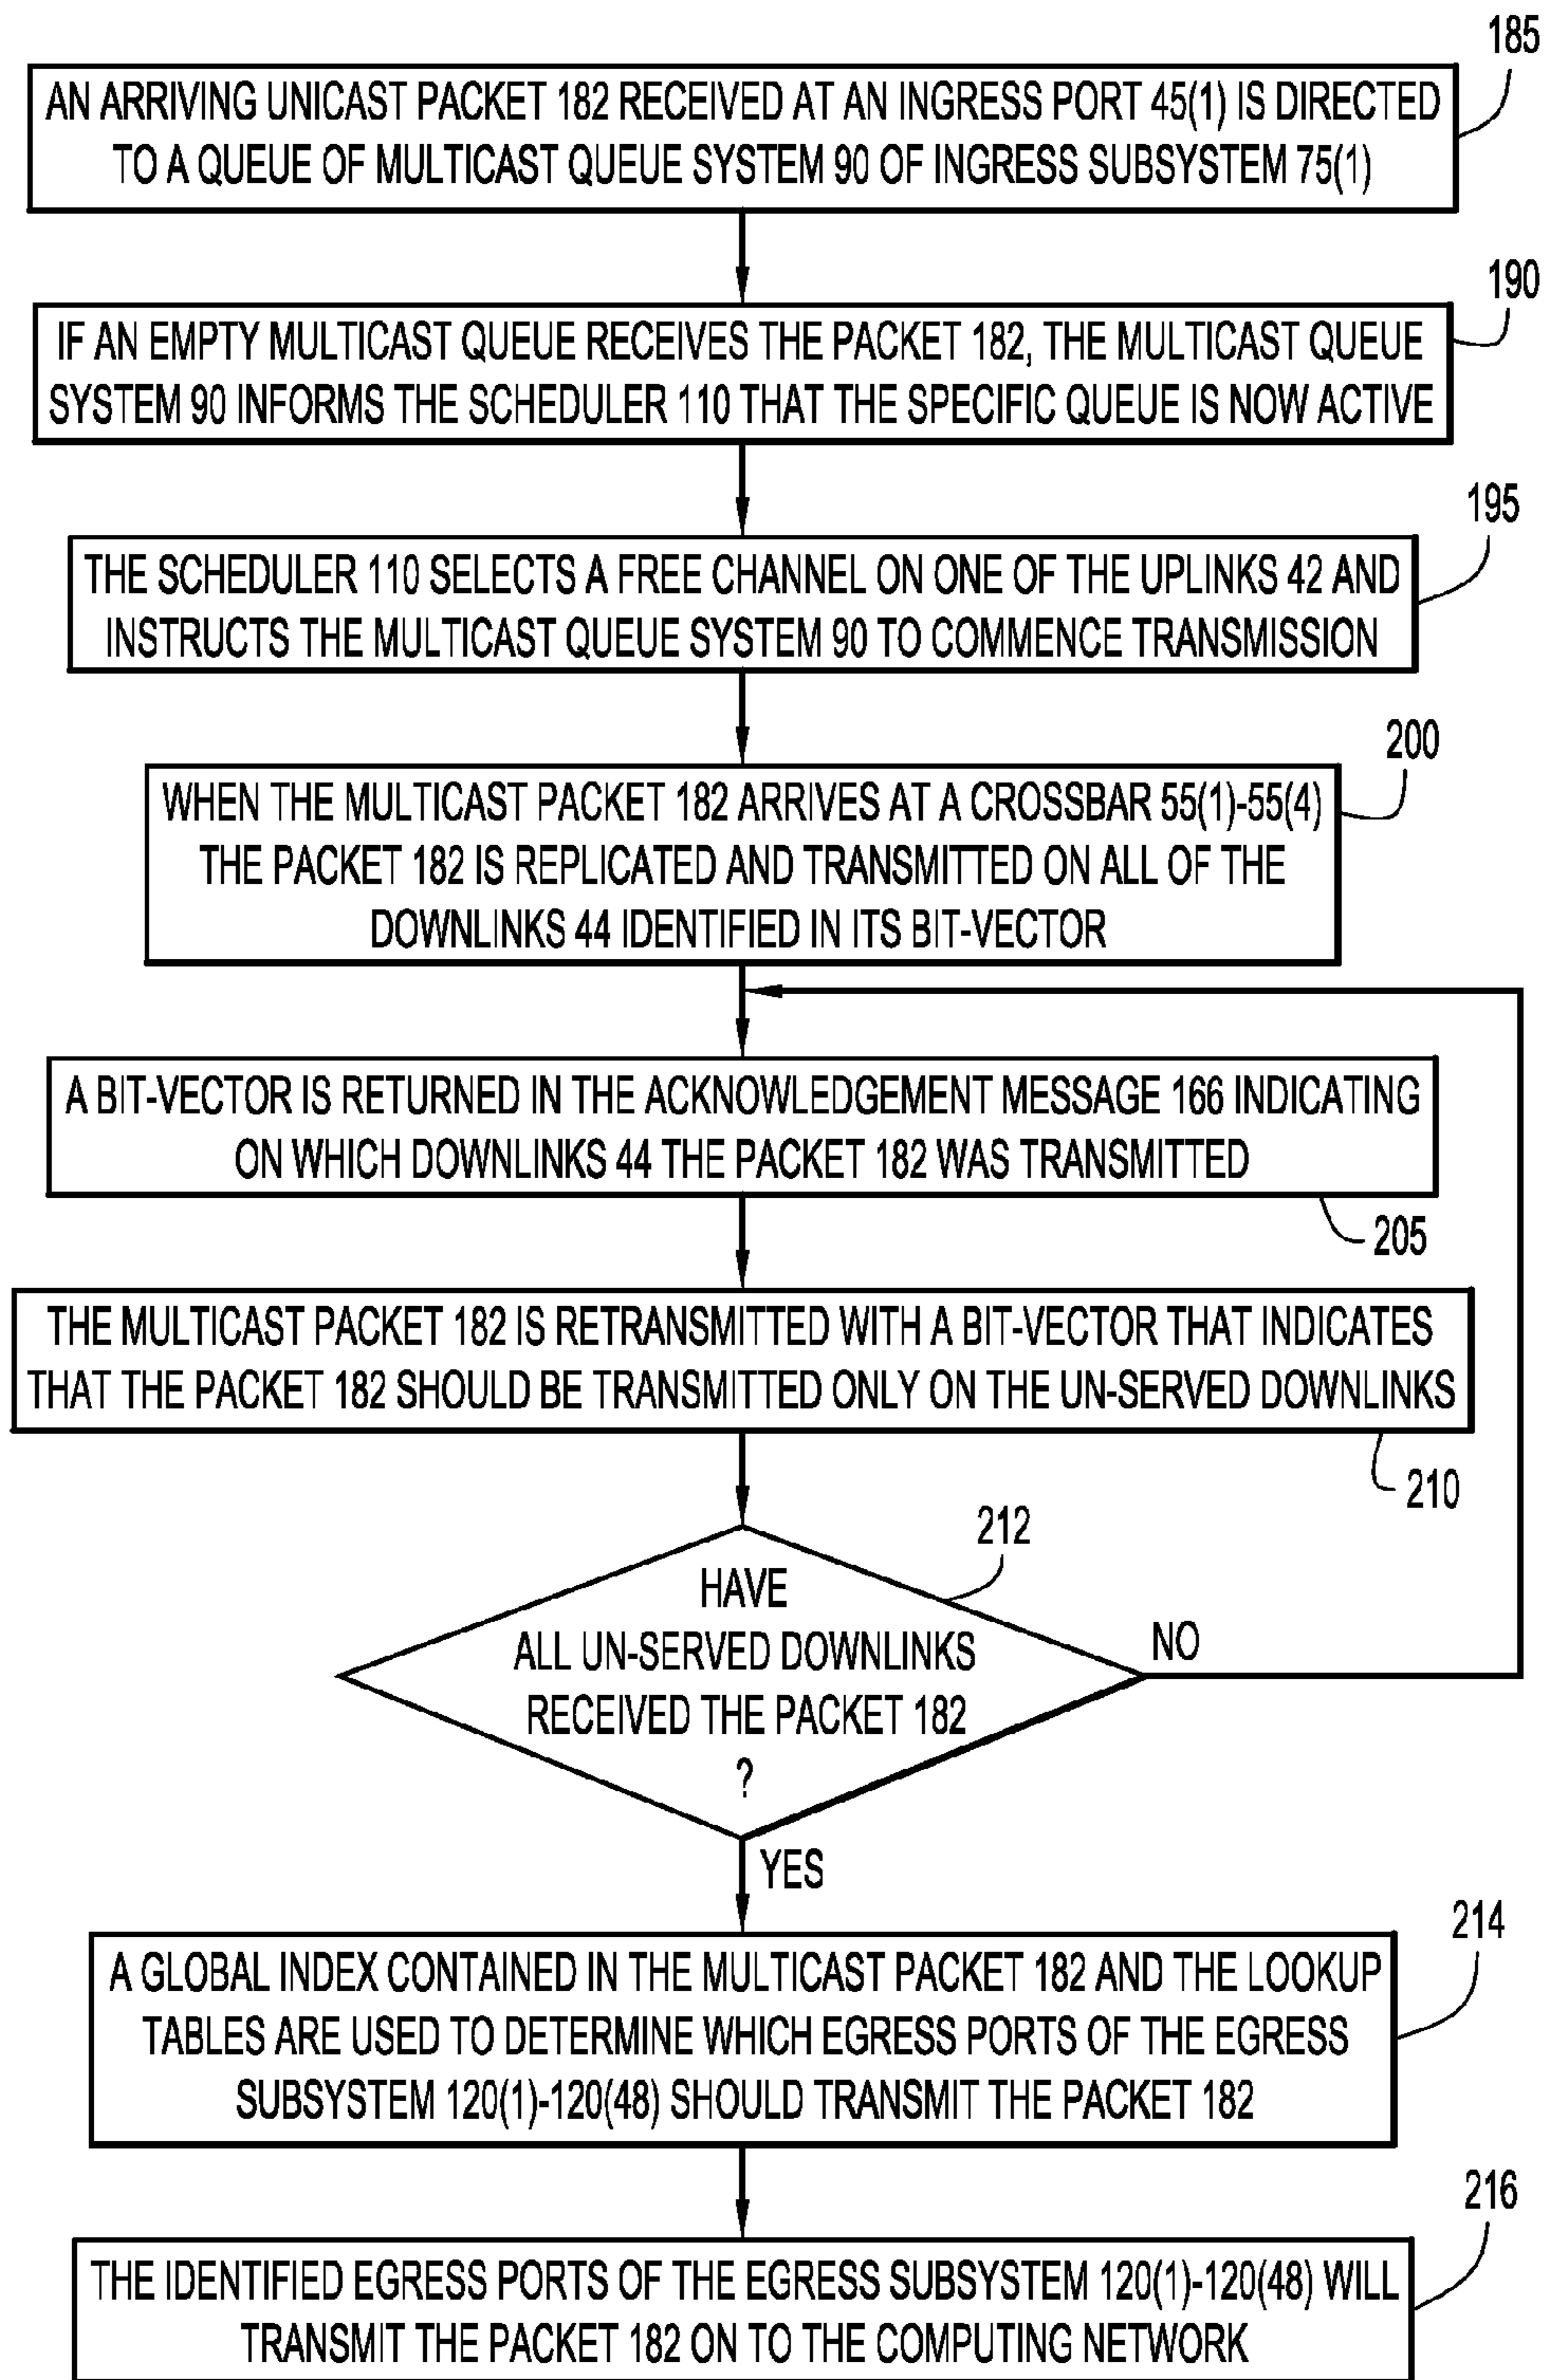 185
AN ARRIVING UNICAST PACKET 182 RECEIVED AT AN INGRESS PORT 45(1) IS DIRECTED
TO A QUEUE OF MULTICAST QUEUE SYSTEM 90 OF INGRESS SUBSYSTEM 75(1)
190
IF AN EMPTY MULTICAST QUEUE RECEIVES THE PACKET 182, THE MULTICAST QUEUE
SYSTEM 90 INFORMS THE SCHEDULER 110 THAT THE SPECIFIC QUEUE IS NOW ACTIVE
195
THE SCHEDULER 110 SELECTS A FREE CHANNEL ON ONE OF THE UPLINKS 42 AND
INSTRUCTS THE MULTICAST QUEUE SYSTEM 90 TO COMMENCE TRANSMISSION
200
WHEN THE MULTICAST PACKET 182 ARRIVES AT A CROSSBAR 55(1)-55(4)
THE PACKET 182 IS REPLICATED AND TRANSMITTED ON ALL OF THE
DOWNLINKS 44 IDENTIFIED IN ITS BIT-VECTOR
A BIT-VECTOR IS RETURNED IN THE ACKNOWLEDGEMENT MESSAGE 166 INDICATING
ON WHICH DOWNLINKS 44 THE PACKET 182 WAS TRANSMITTED
205
THE MULTICAST PACKET 182 IS RETRANSMITTED WITH A BIT-VECTOR THAT INDICATES
THAT THE PACKET 182 SHOULD BE TRANSMITTED ONLY ON THE UN-SERVED DOWNLINKS
210
212
HAVE
ALL UN-SERVED DOWNLINKS
RECEIVED THE PACKET 182
?
NO
YES
214
A GLOBAL INDEX CONTAINED IN THE MULTICAST PACKET 182 AND THE LOOKUP
TABLES ARE USED TO DETERMINE WHICH EGRESS PORTS OF THE EGRESS
SUBSYSTEM 120(1)-120(48) SHOULD TRANSMIT THE PACKET 182
216
THE IDENTIFIED EGRESS PORTS OF THE EGRESS SUBSYSTEM 120(1)-120(48) WILL
TRANSMIT THE PACKET 182 ON TO THE COMPUTING NETWORK